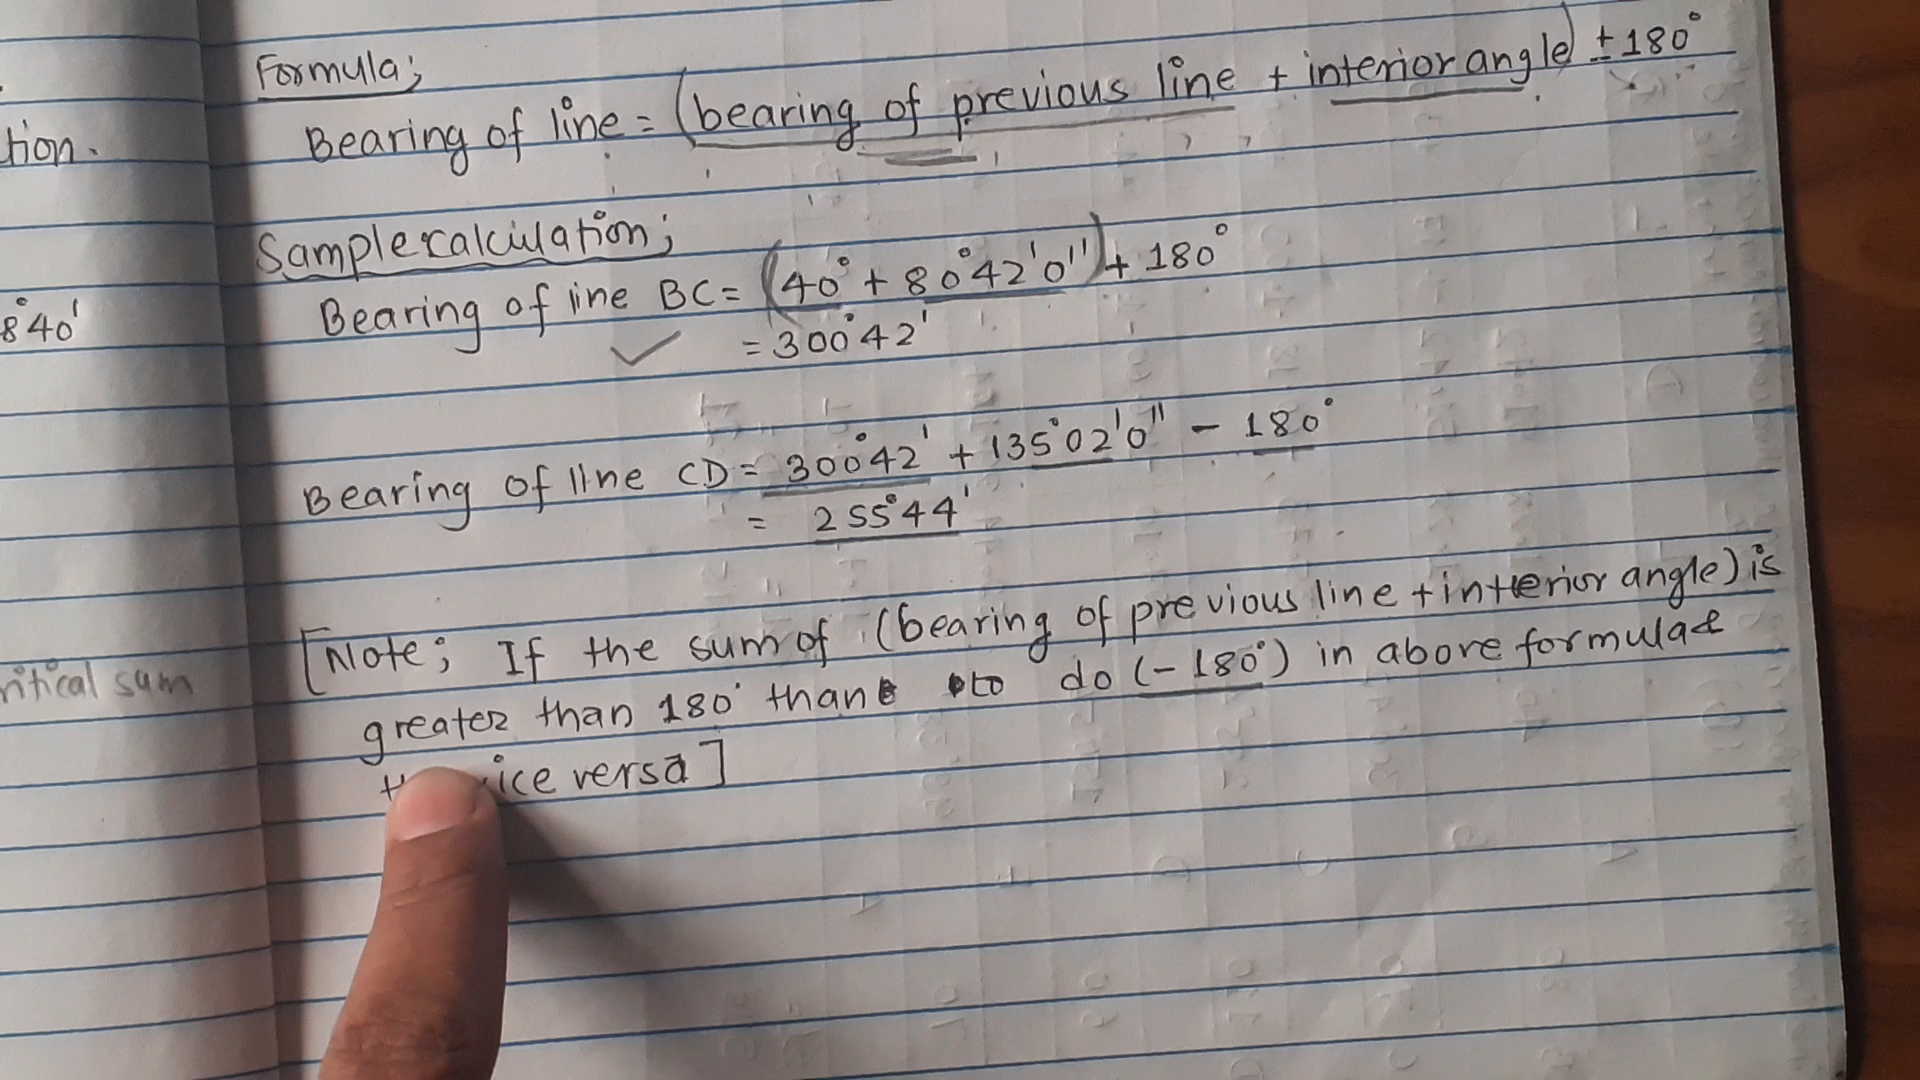 tion.
8°40'
ritical sum
Formula;
Bearing of line = (bearing of previous line + interior angle) ± 180°
Sample calculation;
Bearing of line BC = (40° + 80°42'0") + 180°
= 300°42'
Bearing of line CD = 300°42' + 135°02'0" - 180°
= 255°44'
[Note; If the sum of (bearing of previous line + interior angle) is
greater than 180° than to do (-180°) in above formula &
vice versa]